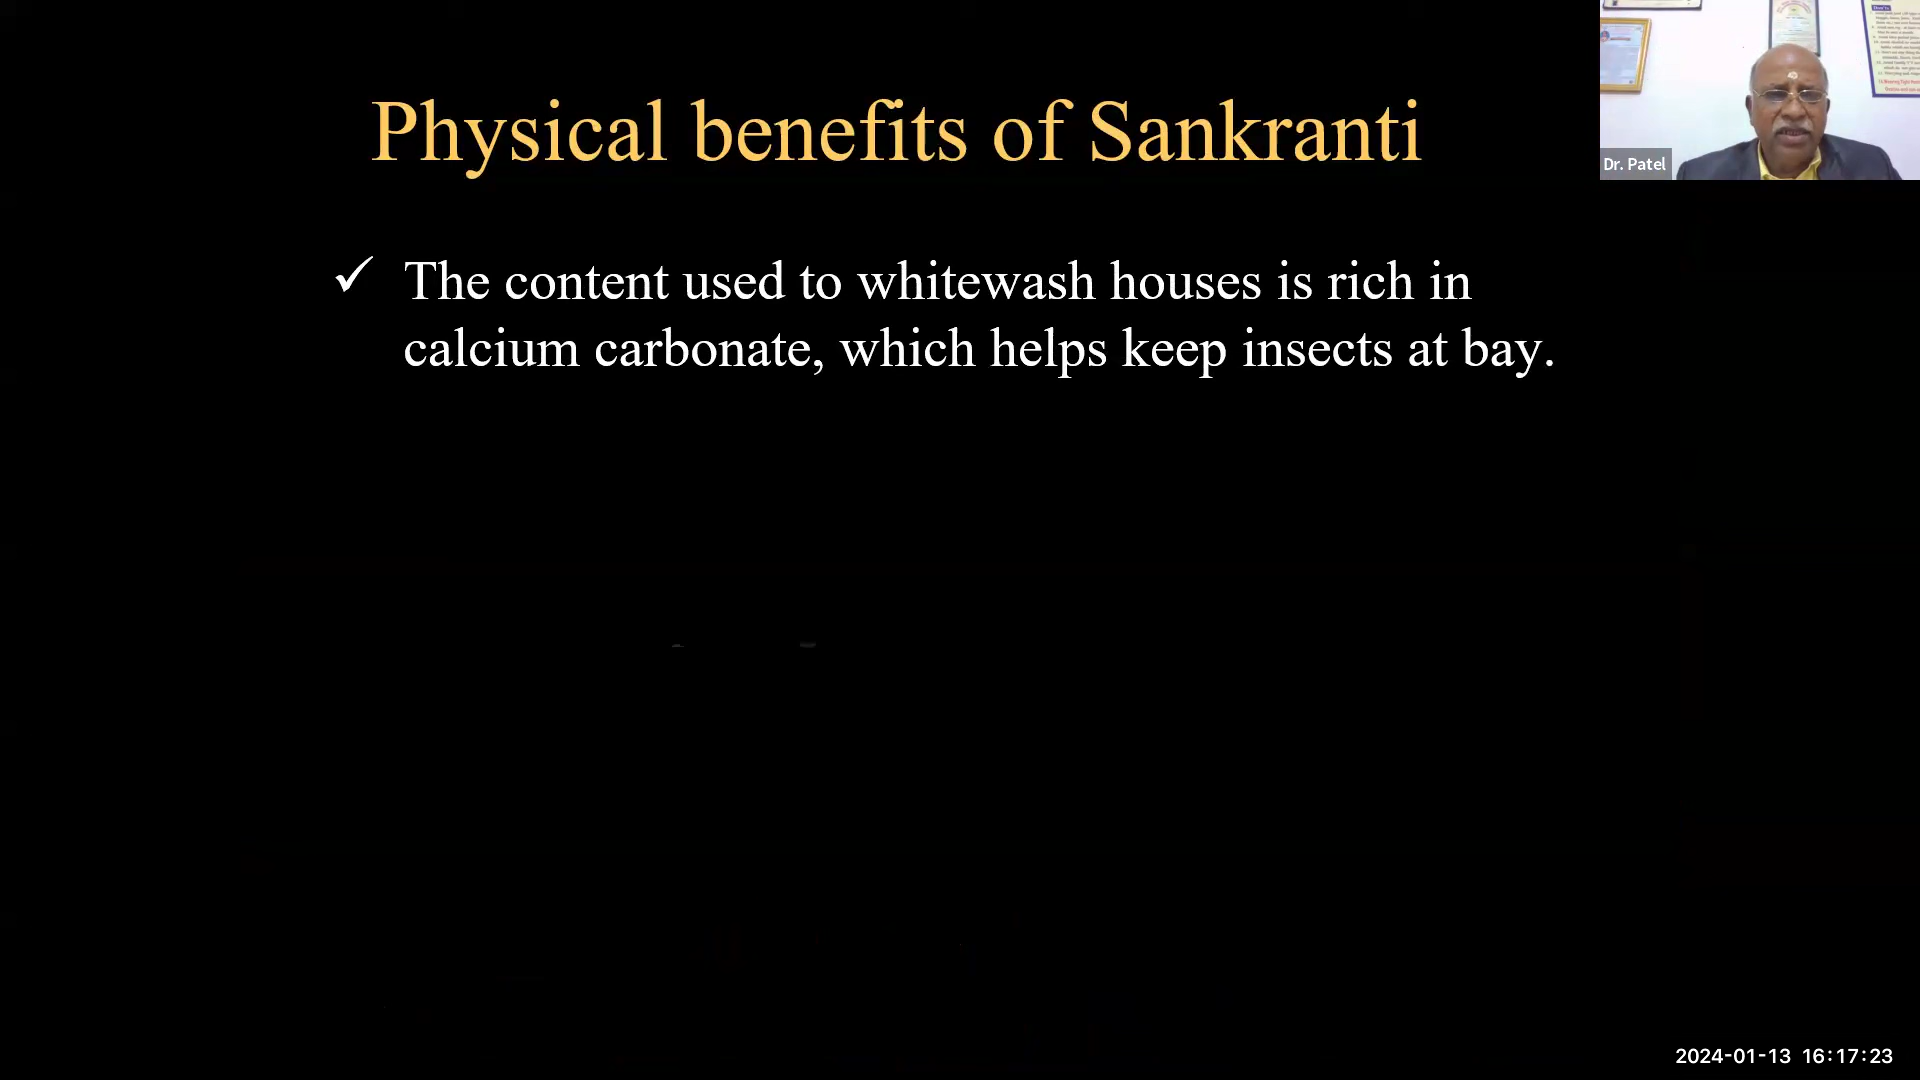 Physical benefits of Sankranti
✓ The content used to whitewash houses is rich in
calcium carbonate, which helps keep insects at bay.
Dr. Patel
2024-01-13 16:17:23